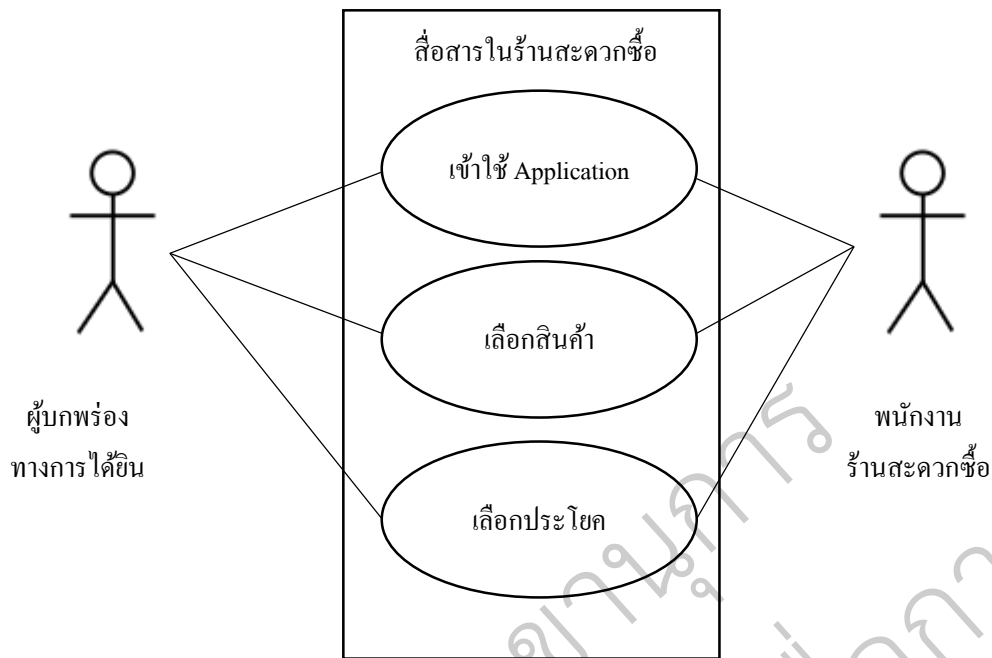 สื่อสารในร้านสะดวกซื้อ
เข้าใช้ Application
เลือกสินค้า
เลือกประโยค
ผู้บกพร่อง
ทางการได้ยิน
พนักงาน
ร้านสะดวกซื้อ